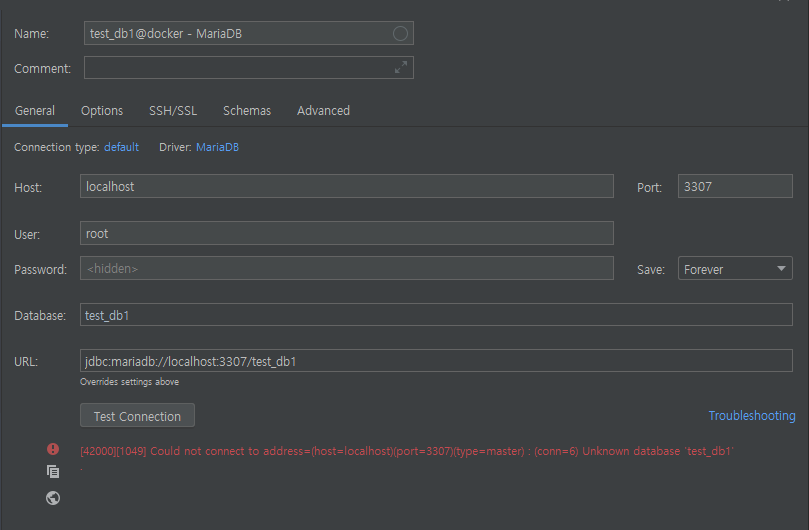 Name: test_db1@docker - MariaDB
Comment:
General Options SSH/SSL Schemas Advanced
Connection type: default Driver: MariaDB
Host: localhost Port: 3307
User: root
Password: <hidden> Save: Forever
Database: test_db1
URL: jdbc:mariadb://localhost:3307/test_db1
Overrides settings above
Test Connection Troubleshooting
[42000][1049] Could not connect to address=(host=localhost)(port=3307)(type=master) : (conn=6) Unknown database 'test_db1'
.